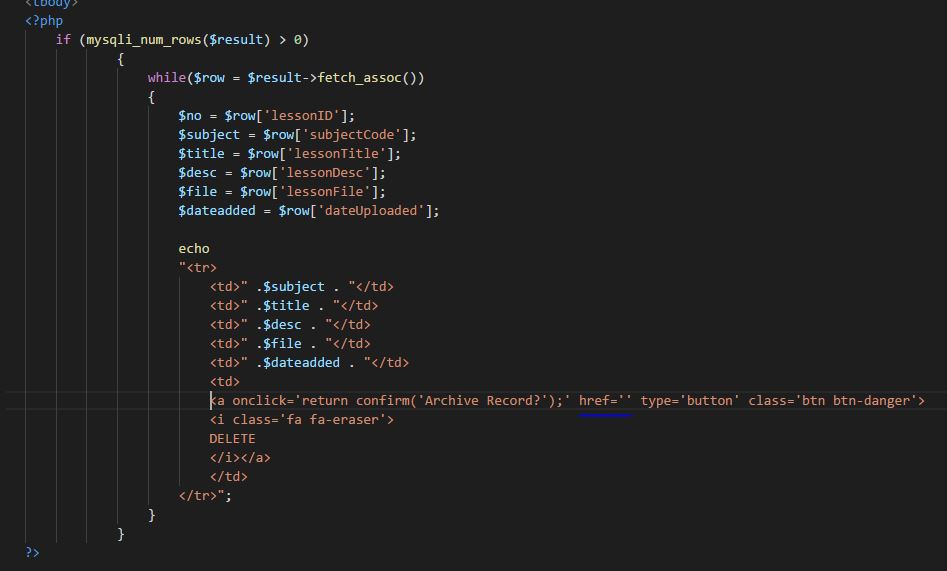 <tbody>
<?php
if (mysqli_num_rows($result) > 0)
{
while($row = $result->fetch_assoc())
{
$no = $row['lessonID'];
$subject = $row['subjectCode'];
$title = $row['lessonTitle'];
$desc = $row['lessonDesc'];
$file = $row['lessonFile'];
$dateadded = $row['dateUploaded'];
echo
"<tr>
<td>" .$subject . "</td>
<td>" .$title . "</td>
<td>" .$desc . "</td>
<td>" .$file . "</td>
<td>" .$dateadded . "</td>
<td>
<a onclick='return confirm('Archive Record?');' href='' type='button' class='btn btn-danger'>
<i class='fa fa-eraser'>
DELETE
</i></a>
</td>
</tr>";
}
}
?>